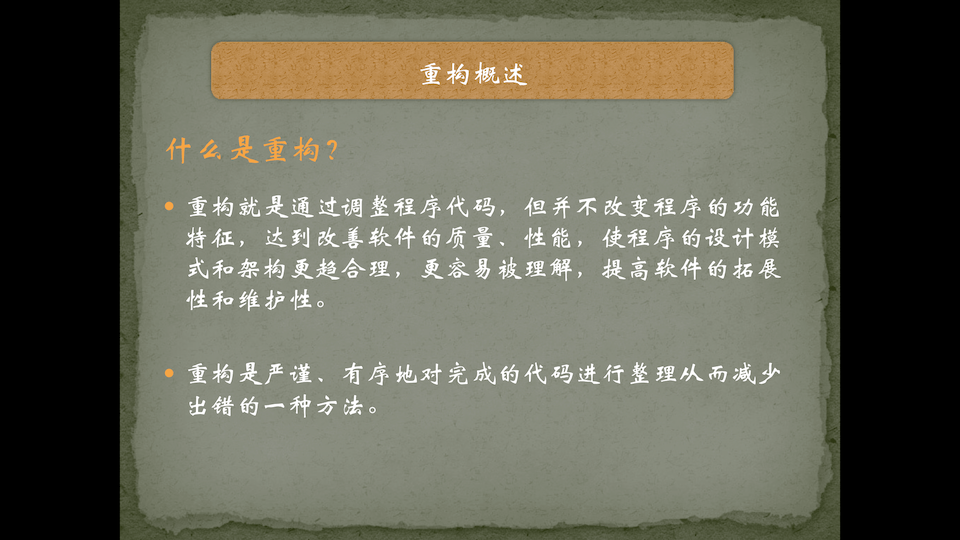 重构概述
什么是重构？
• 重构就是通过调整程序代码，但并不改变程序的功能
特征，达到改善软件的质量、性能，使程序的设计模
式和架构更趋合理，更容易被理解，提高软件的拓展
性和维护性。
• 重构是严谨、有序地对完成的代码进行整理从而减少
出错的一种方法。